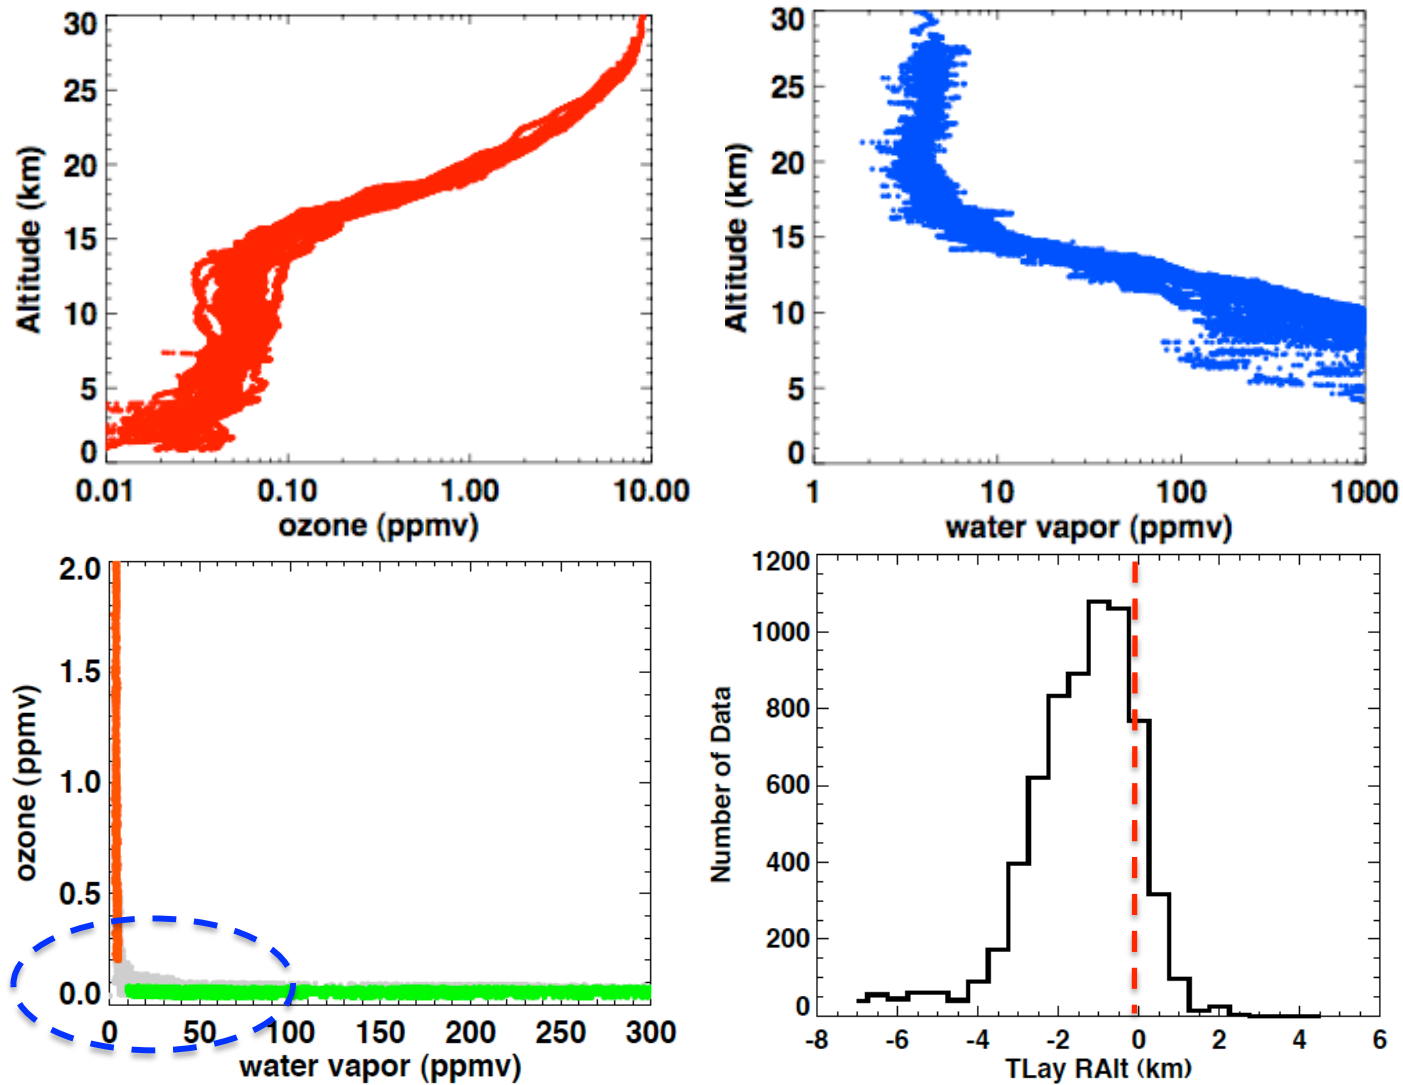 30
25
20
15
10
5
0
Altitude (km)
0.01 0.10 1.00 10.00
ozone (ppmv)
30
25
20
15
10
5
0
Altitude (km)
1 10 100 1000
water vapor (ppmv)
2.0
1.5
1.0
0.5
0.0
ozone (ppmv)
0 50 100 150 200 250 300
water vapor (ppmv)
1200
1000
800
600
400
200
0
Number of Data
-8 -6 -4 -2 0 2 4 6
TLay RAlt (km)